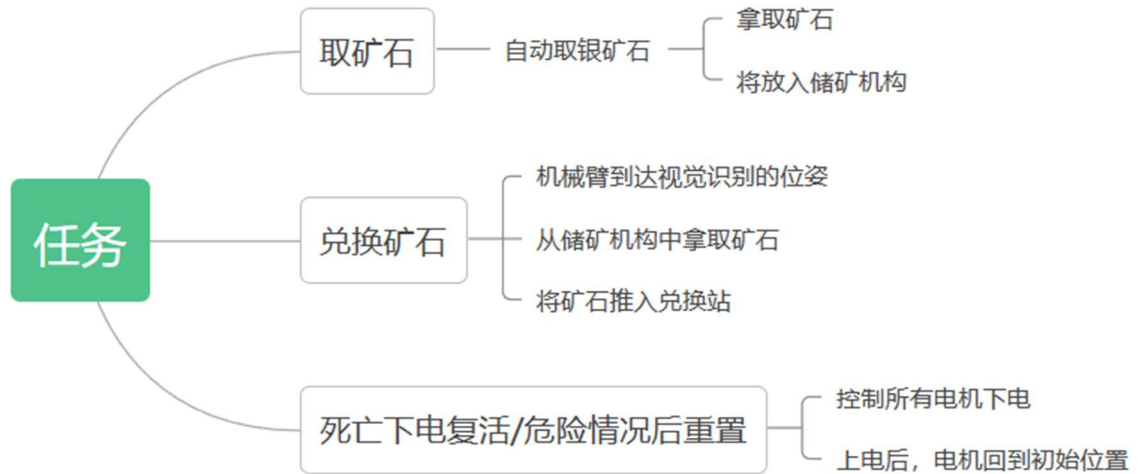 任务
取矿石
自动取银矿石
拿取矿石
将放入储矿机构
兑换矿石
机械臂到达视觉识别的位姿
从储矿机构中拿取矿石
将矿石推入兑换站
死亡下电复活/危险情况后重置
控制所有电机下电
上电后，电机回到初始位置